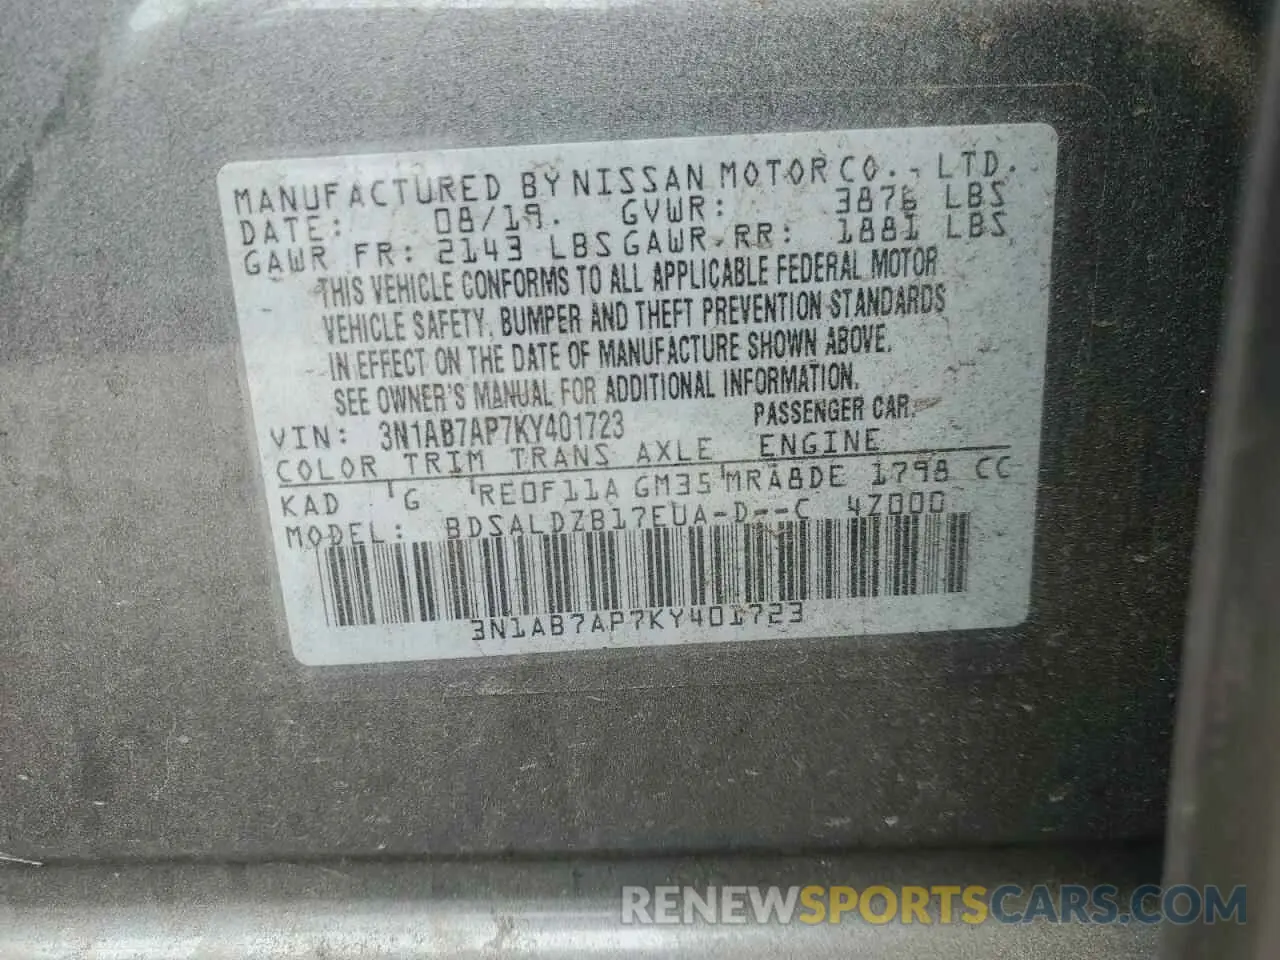 MANUFACTURED BY NISSAN MOTOR CO., LTD.
DATE: 08/19. GVWR: 3876 LBS
GAWR FR: 2143 LBS GAWR RR: 1881 LBS
THIS VEHICLE CONFORMS TO ALL APPLICABLE FEDERAL MOTOR
VEHICLE SAFETY, BUMPER AND THEFT PREVENTION STANDARDS
IN EFFECT ON THE DATE OF MANUFACTURE SHOWN ABOVE.
SEE OWNER'S MANUAL FOR ADDITIONAL INFORMATION.
VIN: 3N1AB7AP7KY401723 PASSENGER CAR
COLOR TRIM TRANS AXLE ENGINE
KAD G RE0F11A GM35 MRA8DE 1798 CC
MODEL: BDSALDZB17EUA-D--C 4Z000
3N1AB7AP7KY401723
RENEWSPORTSCARS.COM